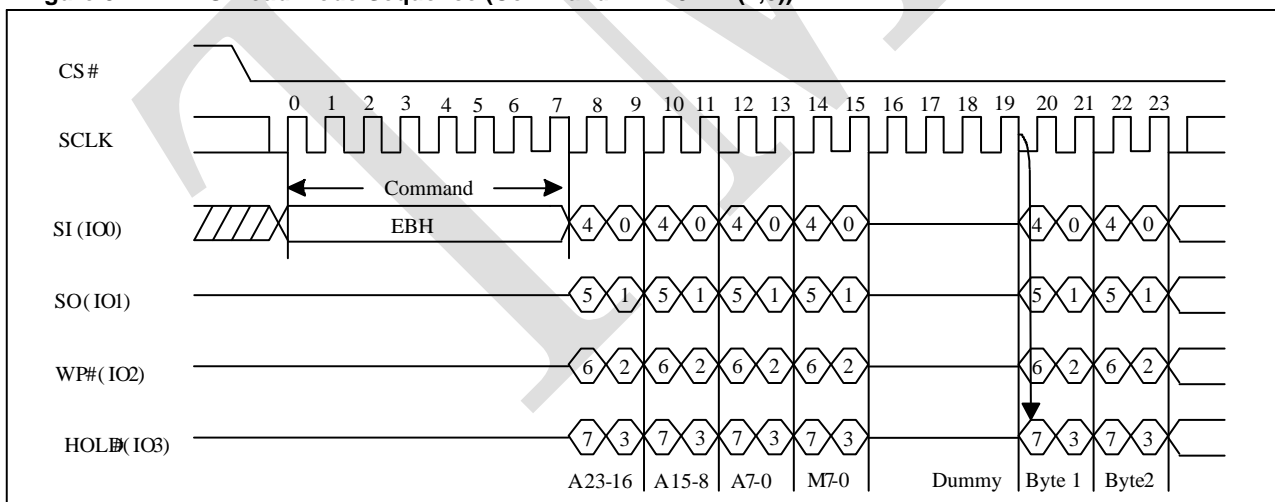 CS#
0 1 2 3 4 5 6 7 8 9 10 11 12 13 14 15 16 17 18 19 20 21 22 23
SCLK
Command
SI (IO0) EBH 4 0 4 0 4 0 4 0 4 0 4 0
SO (IO1) 5 1 5 1 5 1 5 1 5 1 5 1
WP# (IO2) 6 2 6 2 6 2 6 2 6 2 6 2
HOLD# (IO3) 7 3 7 3 7 3 7 3 7 3 7 3
A23-16 A15-8 A7-0 M7-0 Dummy Byte 1 Byte2